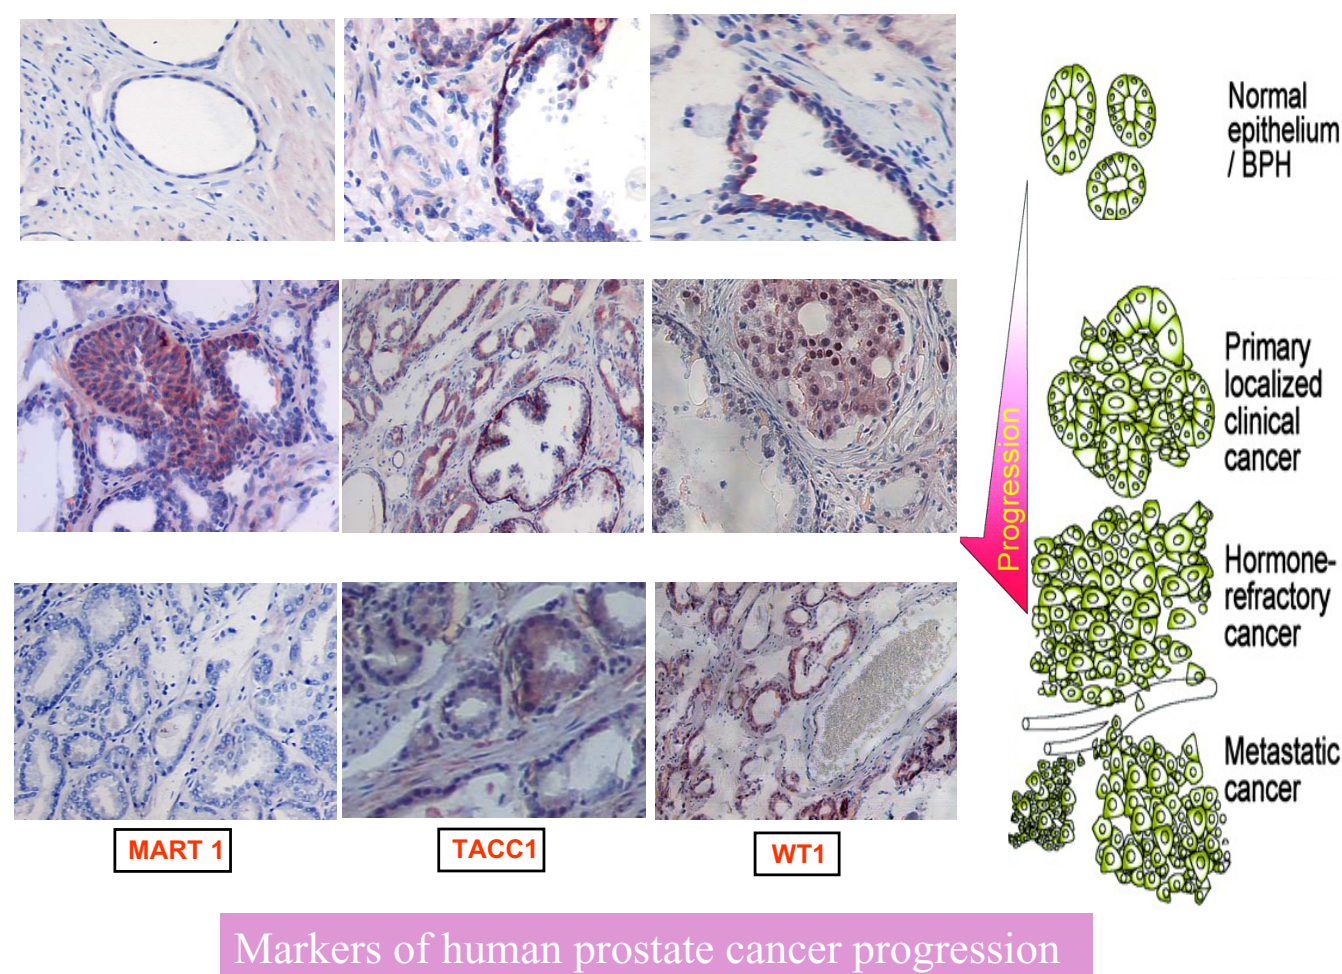 Normal
epithelium
/ BPH
Primary
localized
clinical
cancer
Progression
Hormone-
refractory
cancer
Metastatic
cancer
MART 1
TACC1
WT1
Markers of human prostate cancer progression